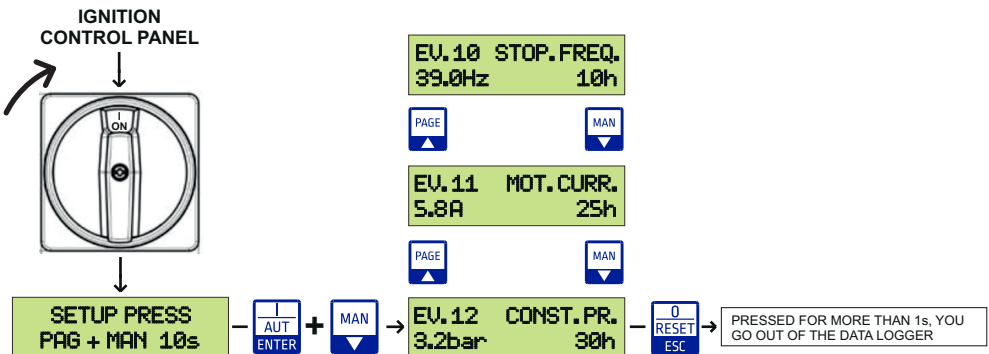 IGNITION
CONTROL PANEL
I
ON
EV.10 STOP.FREQ.
39.0Hz 10h
PAGE
MAN
EV.11 MOT.CURR.
5.8A 25h
PAGE
MAN
SETUP PRESS
PAG + MAN 10s
I
AUT
ENTER
+
MAN
EV.12 CONST.PR.
3.2bar 30h
0
RESET
ESC
PRESSED FOR MORE THAN 1s, YOU
GO OUT OF THE DATA LOGGER